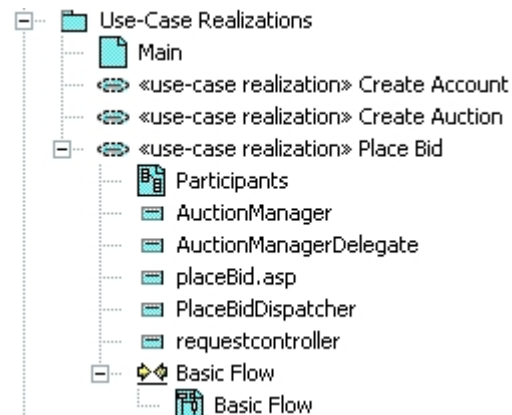 Use-Case Realizations
Main
«use-case realization» Create Account
«use-case realization» Create Auction
«use-case realization» Place Bid
Participants
AuctionManager
AuctionManagerDelegate
placeBid.asp
PlaceBidDispatcher
requestcontroller
Basic Flow
Basic Flow